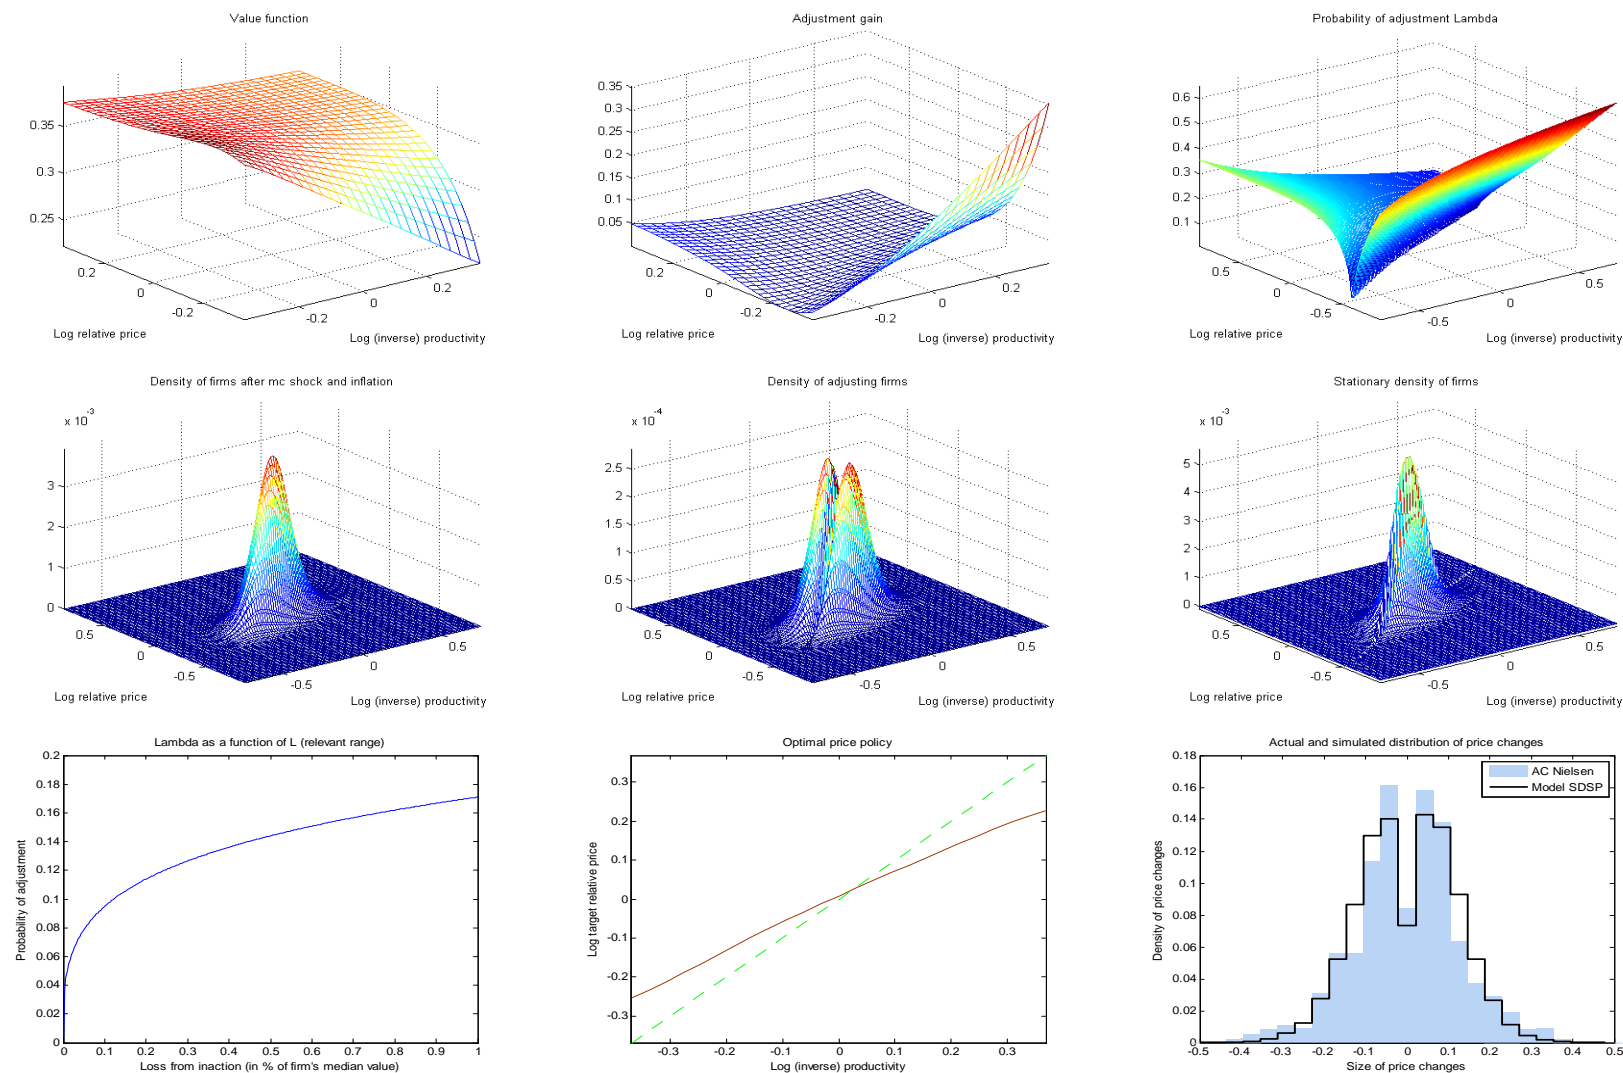 Value function
0.35
0.3
0.25
0.2
0
-0.2
-0.2
0
0.2
Log relative price
Log (inverse) productivity
Adjustment gain
0.35
0.3
0.25
0.2
0.15
0.1
0.05
0.2
0
-0.2
-0.2
0
0.2
Log relative price
Log (inverse) productivity
Probability of adjustment Lambda
0.6
0.5
0.4
0.3
0.2
0.1
0.5
0
-0.5
-0.5
0
0.5
Log relative price
Log (inverse) productivity
Density of firms after mc shock and inflation
x 10-3
3
2
1
0
0.5
0
-0.5
-0.5
0
0.5
Log relative price
Log (inverse) productivity
Density of adjusting firms
x 10-4
2.5
2
1.5
1
0.5
0
0.5
0
-0.5
-0.5
0
0.5
Log relative price
Log (inverse) productivity
Stationary density of firms
x 10-3
5
4
3
2
1
0
0.5
0
-0.5
-0.5
0
0.5
Log relative price
Log (inverse) productivity
Lambda as a function of L (relevant range)
Probability of adjustment
0.2
0.18
0.16
0.14
0.12
0.1
0.08
0.06
0.04
0.02
0
0 0.1 0.2 0.3 0.4 0.5 0.6 0.7 0.8 0.9 1
Loss from inaction (in % of firm's median value)
Optimal price policy
Log target relative price
0.3
0.2
0.1
0
-0.1
-0.2
-0.3
-0.3 -0.2 -0.1 0 0.1 0.2 0.3
Log (inverse) productivity
Actual and simulated distribution of price changes
AC Nielsen
Model SDSP
Density of price changes
0.18
0.16
0.14
0.12
0.1
0.08
0.06
0.04
0.02
0
-0.5 -0.4 -0.3 -0.2 -0.1 0 0.1 0.2 0.3 0.4 0.5
Size of price changes